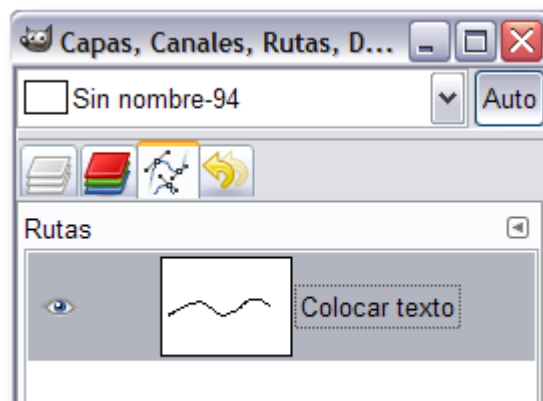 Capas, Canales, Rutas, D...
Sin nombre-94
Auto
Rutas
Colocar texto